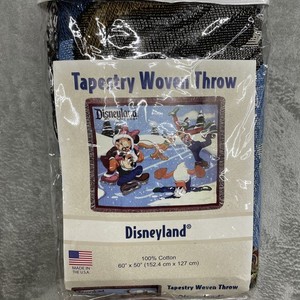 Tapestry Woven Throw
Disneyland
Disneyland®
100% Cotton
60" x 50" (152.4 cm x 127 cm)
MADE IN
THE U.S.A.
Tapestry Woven Throw